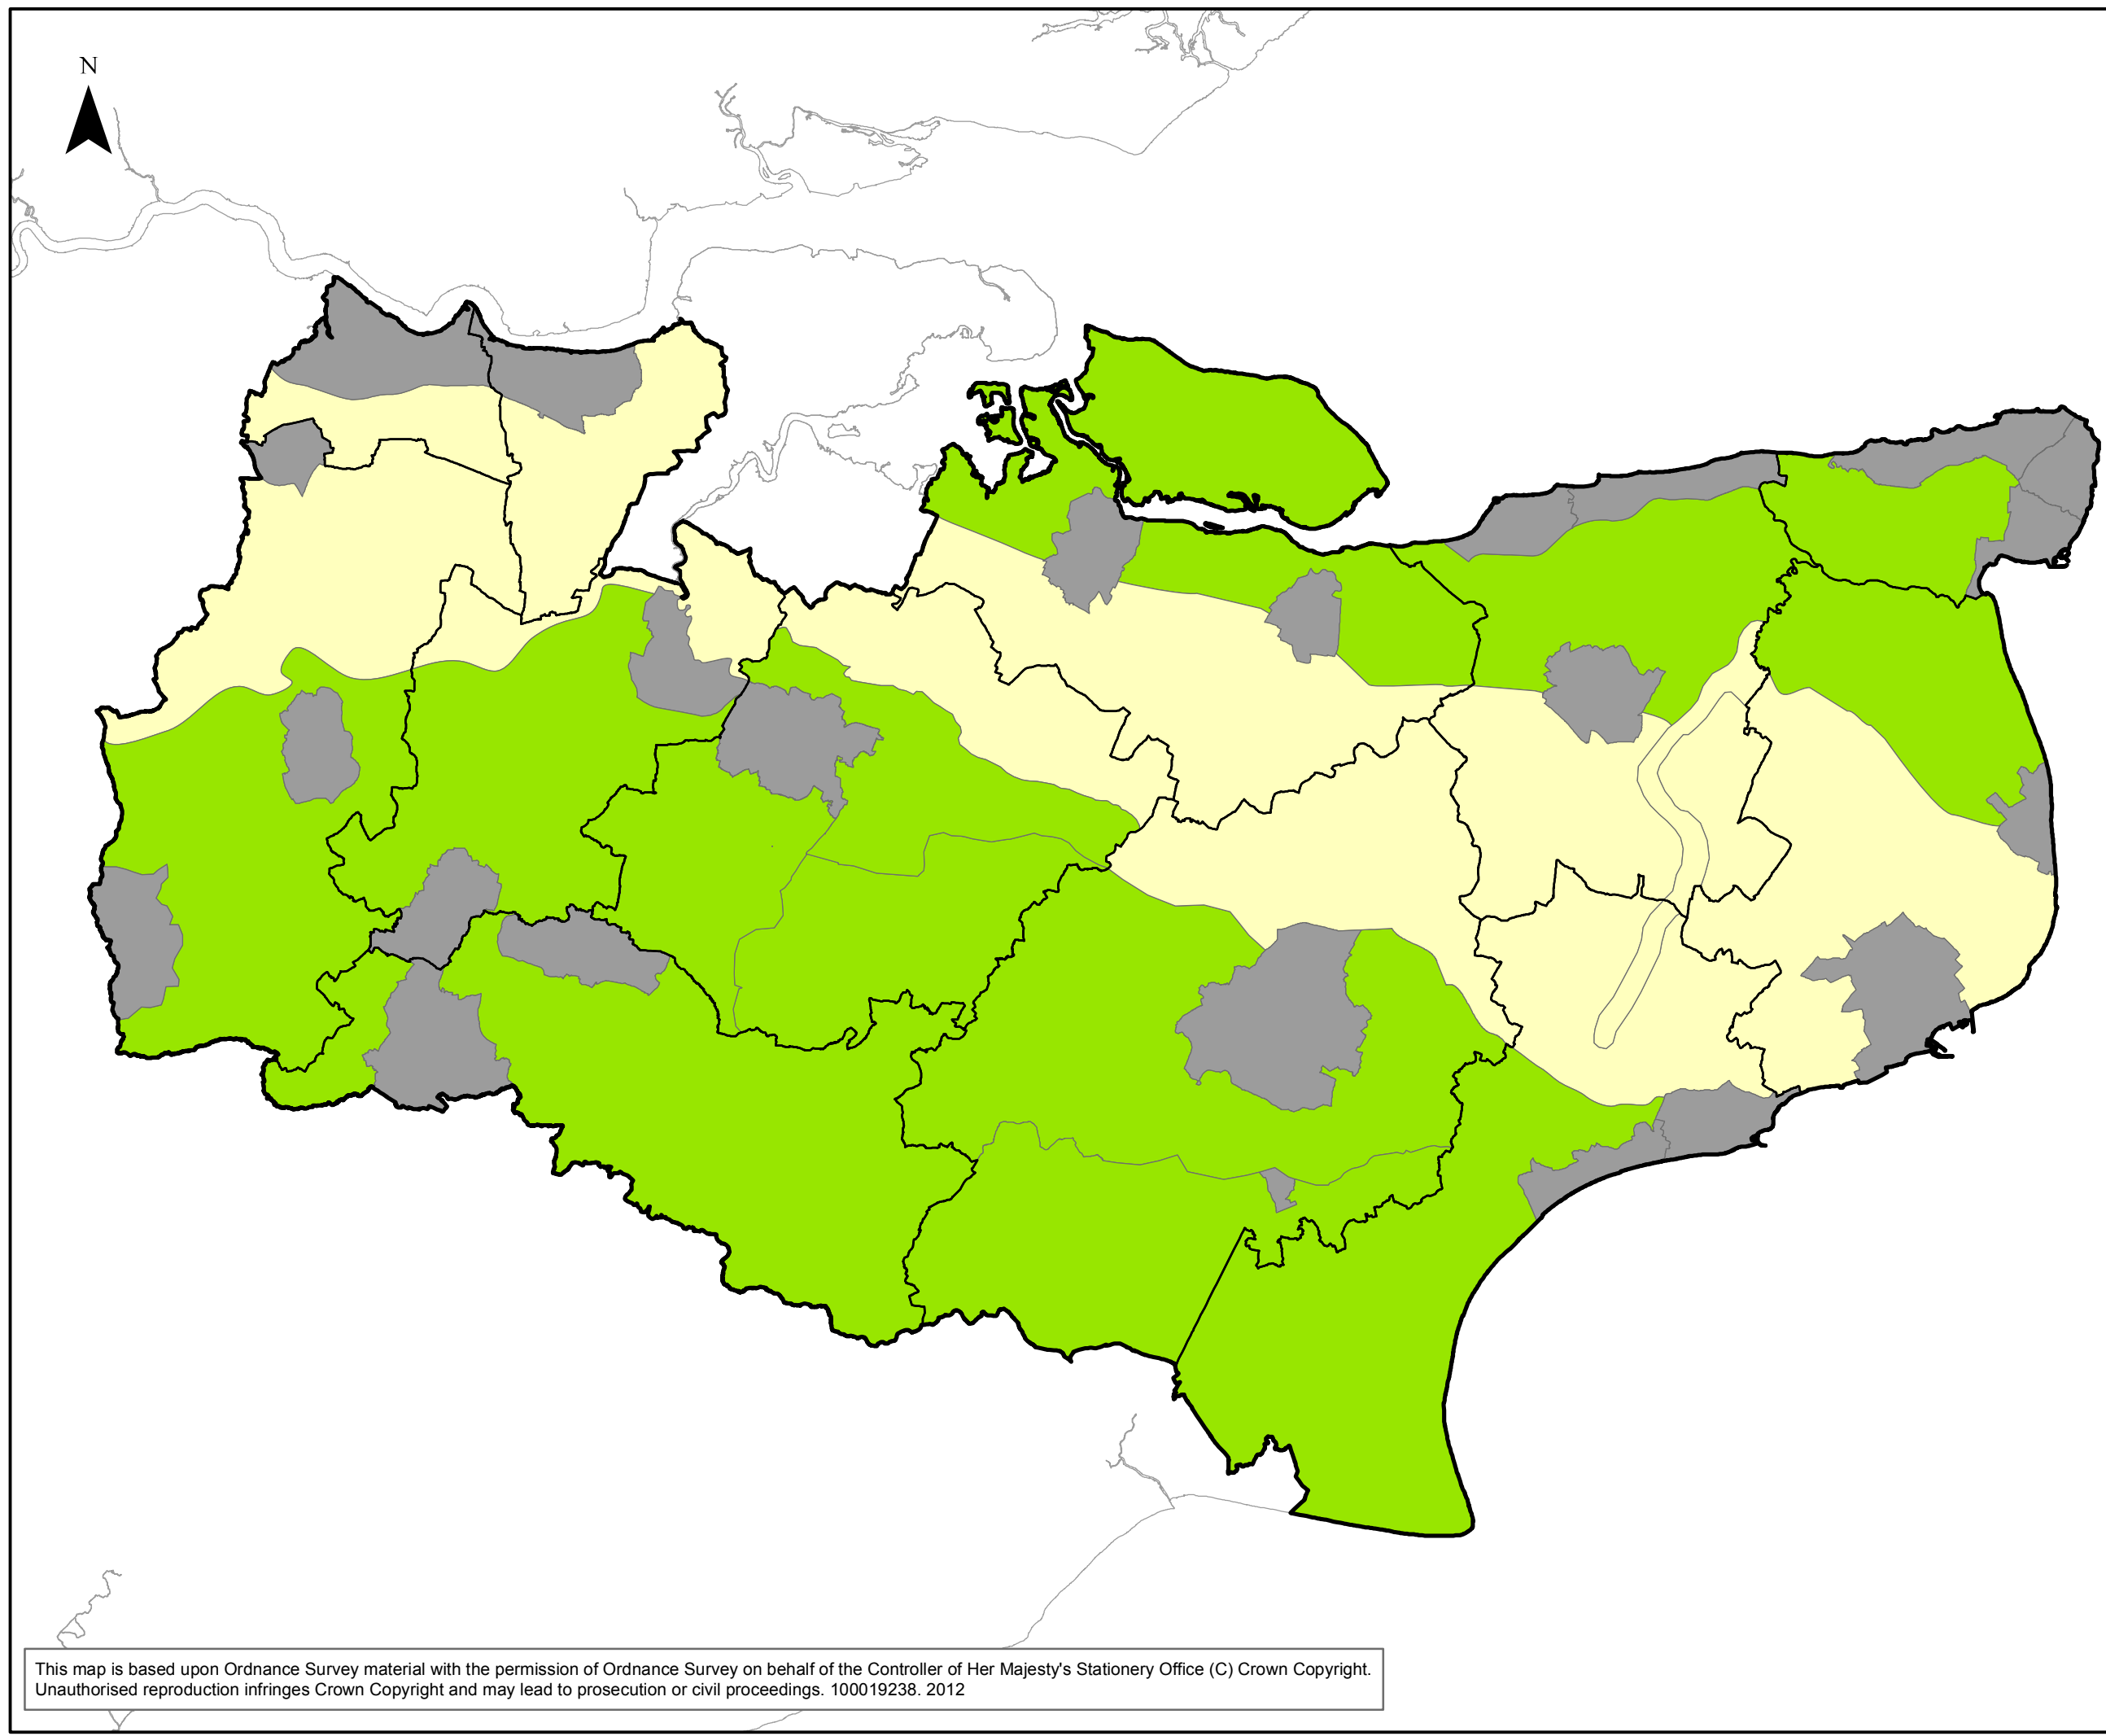 N
This map is based upon Ordnance Survey material with the permission of Ordnance Survey on behalf of the Controller of Her Majesty's Stationery Office (C) Crown Copyright.
Unauthorised reproduction infringes Crown Copyright and may lead to prosecution or civil proceedings. 100019238. 2012